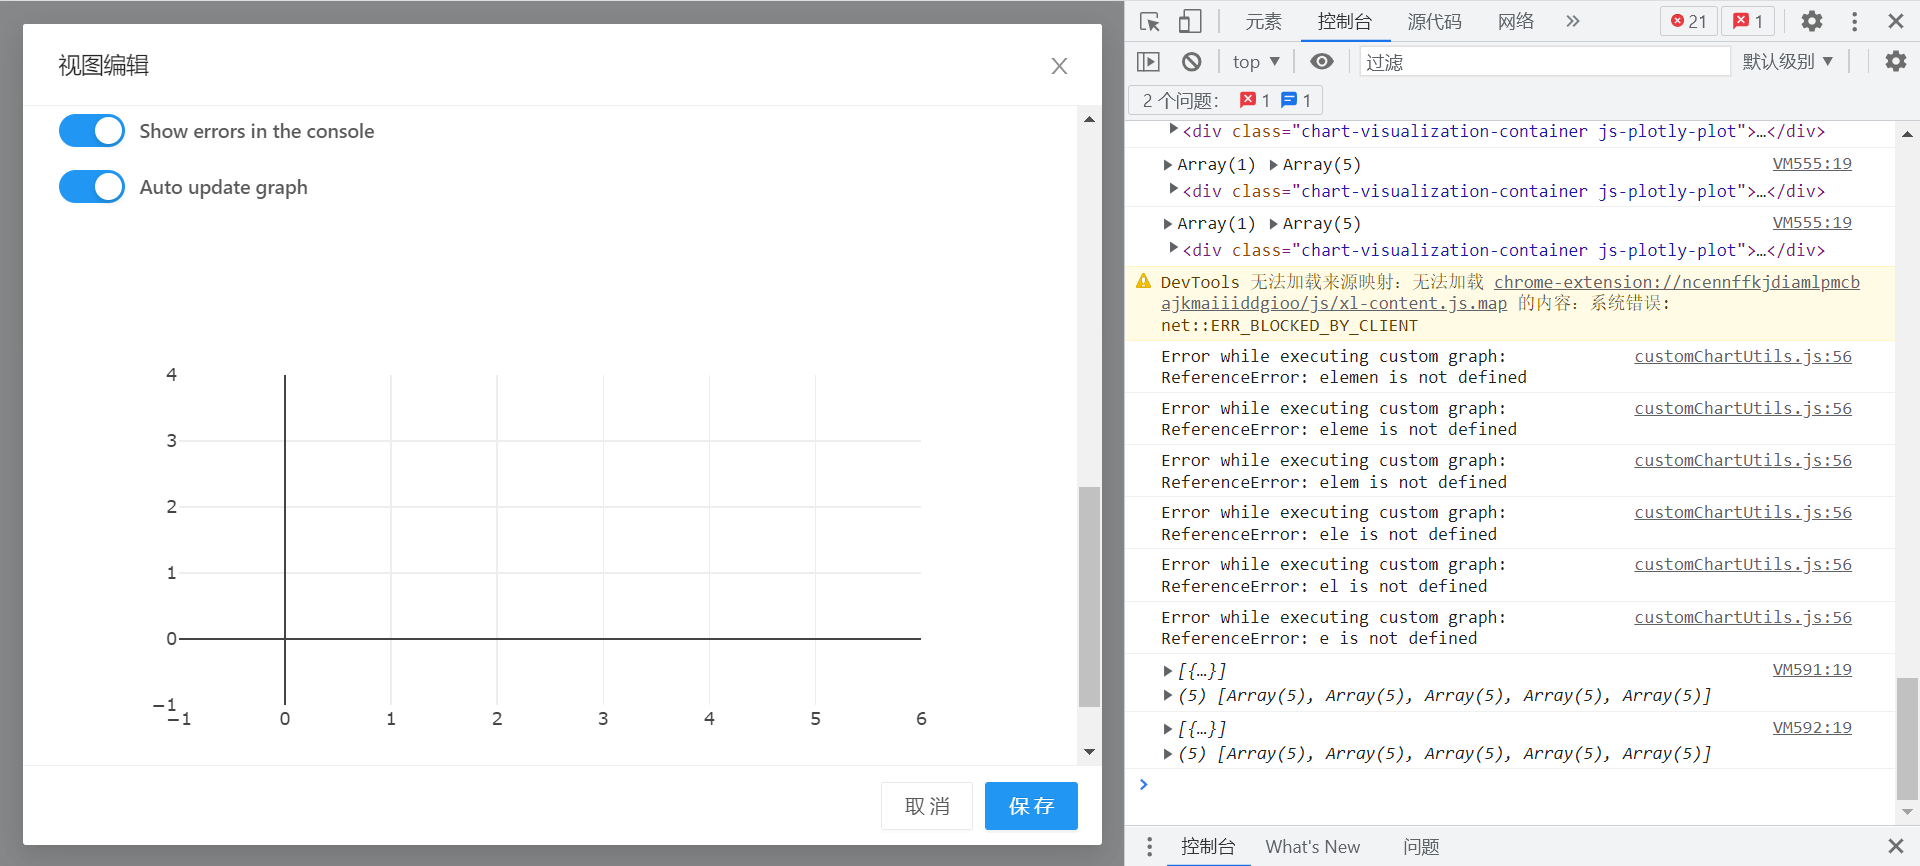 视图编辑
Show errors in the console
Auto update graph
4
3
2
1
0
−1
−1 0 1 2 3 4 5 6
取 消 保 存
元素 控制台 源代码 网络 » 21 1
top ▼ 过滤 默认级别 ▼
2 个问题: 1 1
<div class="chart-visualization-container js-plotly-plot">…</div>
Array(1) Array(5) VM555:19
<div class="chart-visualization-container js-plotly-plot">…</div>
Array(1) Array(5) VM555:19
<div class="chart-visualization-container js-plotly-plot">…</div>
DevTools 无法加载来源映射: 无法加载 chrome-extension://ncennffkjdiamlpmcb
ajkmaiiiddgioo/js/xl-content.js.map 的内容: 系统错误:
net::ERR_BLOCKED_BY_CLIENT
Error while executing custom graph: customChartUtils.js:56
ReferenceError: elemen is not defined
Error while executing custom graph: customChartUtils.js:56
ReferenceError: eleme is not defined
Error while executing custom graph: customChartUtils.js:56
ReferenceError: elem is not defined
Error while executing custom graph: customChartUtils.js:56
ReferenceError: ele is not defined
Error while executing custom graph: customChartUtils.js:56
ReferenceError: el is not defined
Error while executing custom graph: customChartUtils.js:56
ReferenceError: e is not defined
[{…}] VM591:19
(5) [Array(5), Array(5), Array(5), Array(5), Array(5)]
[{…}] VM592:19
(5) [Array(5), Array(5), Array(5), Array(5), Array(5)]
控制台 What's New 问题